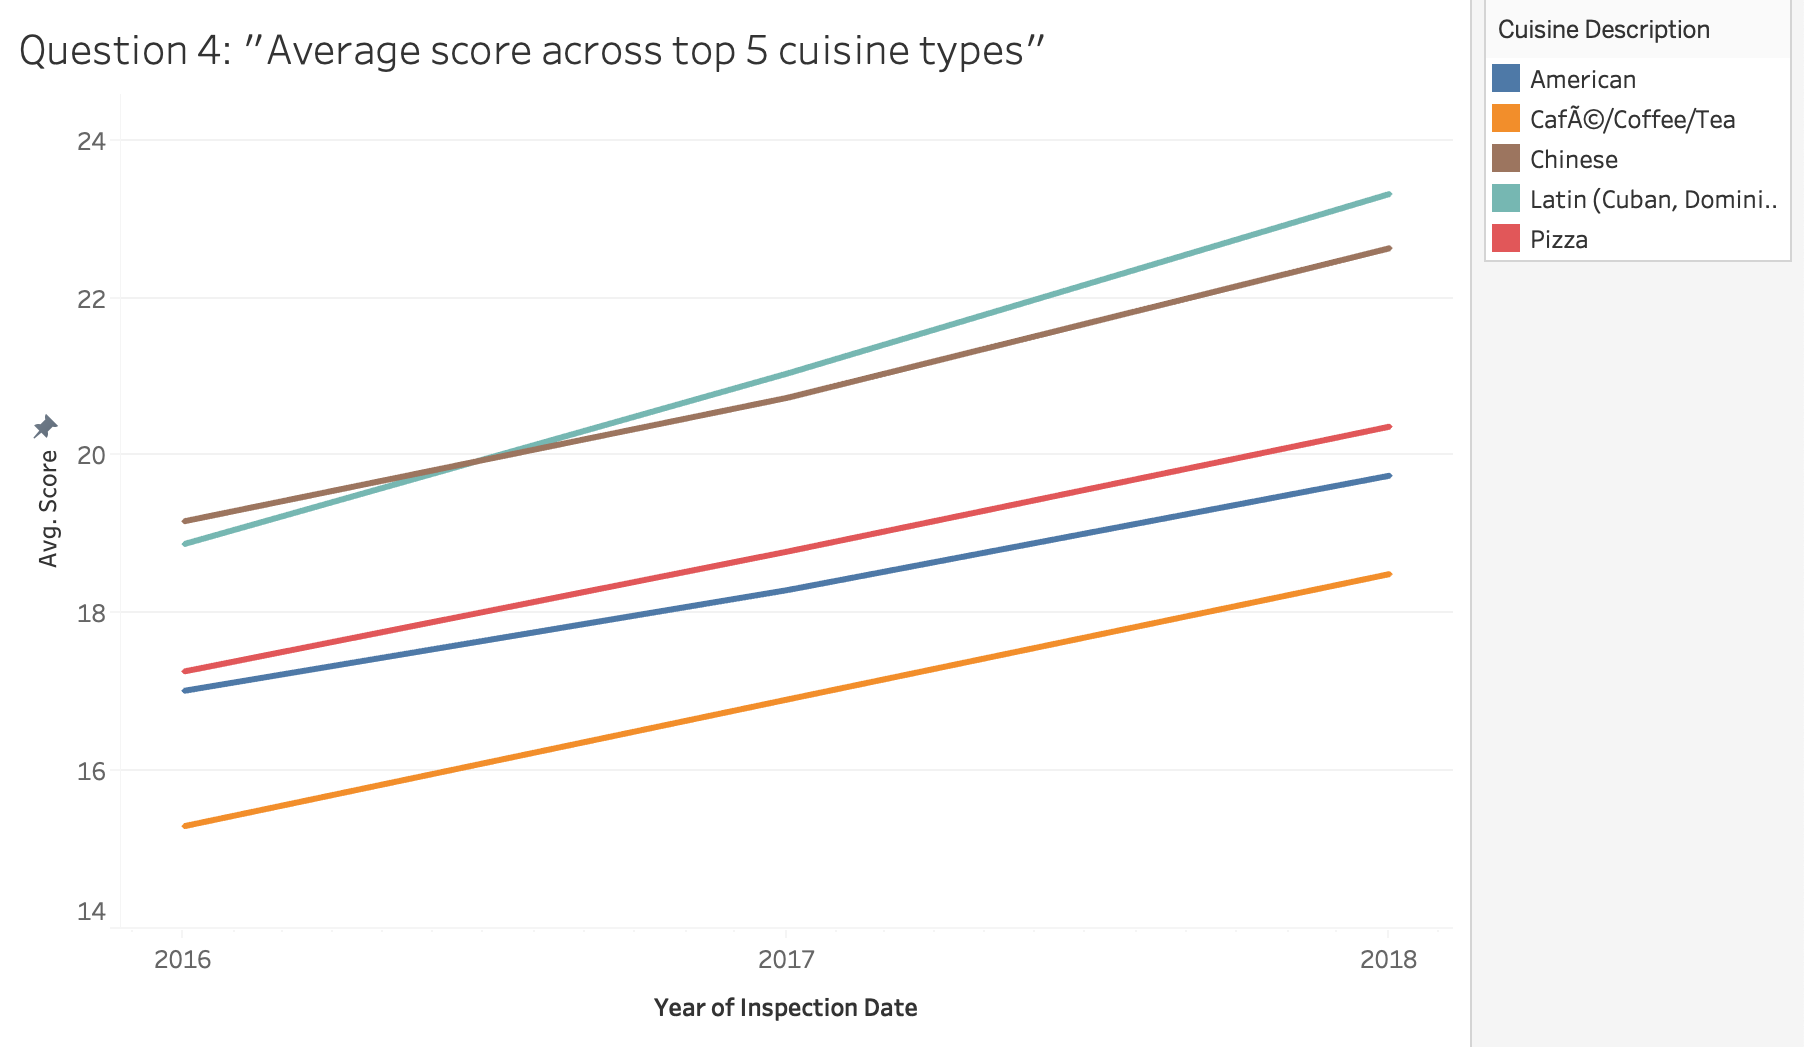 Question 4: "Average score across top 5 cuisine types"
Cuisine Description
American
CafÃ©/Coffee/Tea
Chinese
Latin (Cuban, Domini..
Pizza
Avg. Score
24
22
20
18
16
14
2016 2017 2018
Year of Inspection Date